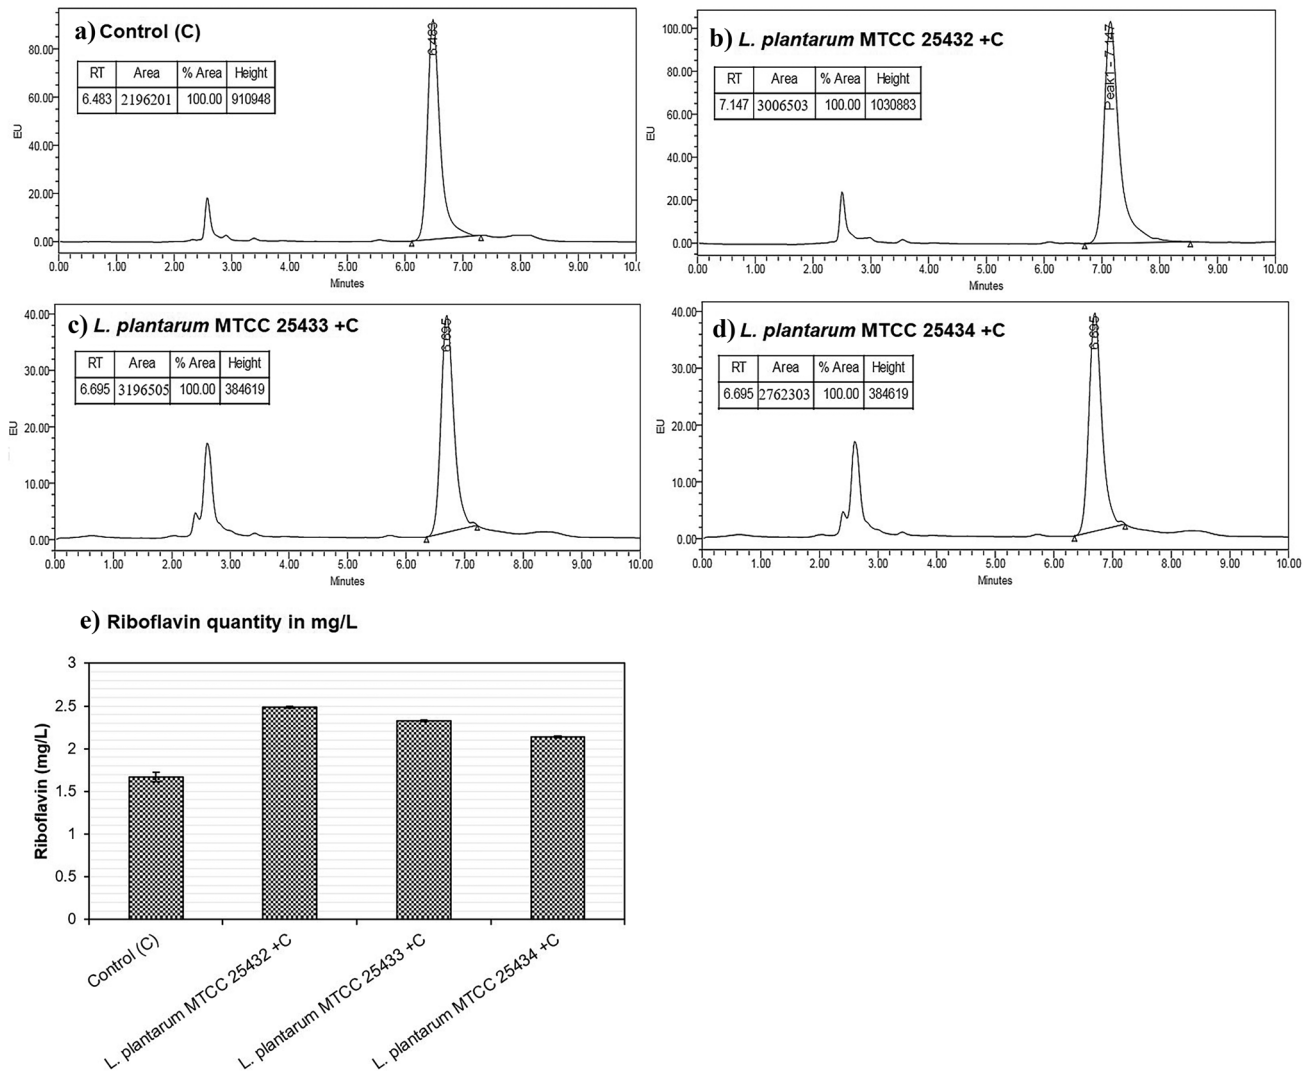 a) Control (C)
RT Area % Area Height
6.483 2196201 100.00 910948
6.483
EU
80.00
60.00
40.00
20.00
0.00
0.00 1.00 2.00 3.00 4.00 5.00 6.00 7.00 8.00 9.00 10.0
Minutes
b) L. plantarum MTCC 25432 +C
RT Area % Area Height
7.147 3006503 100.00 1030883
Peak1 - 7.147
EU
100.00
80.00
60.00
40.00
20.00
0.00
0.00 1.00 2.00 3.00 4.00 5.00 6.00 7.00 8.00 9.00 10.00
Minutes
c) L. plantarum MTCC 25433 +C
RT Area % Area Height
6.695 3196505 100.00 384619
6.695
EU
40.00
30.00
20.00
10.00
0.00
0.00 1.00 2.00 3.00 4.00 5.00 6.00 7.00 8.00 9.00 10.00
Minutes
d) L. plantarum MTCC 25434 +C
RT Area % Area Height
6.695 2762303 100.00 384619
6.695
EU
40.00
30.00
20.00
10.00
0.00
0.00 1.00 2.00 3.00 4.00 5.00 6.00 7.00 8.00 9.00 10.00
Minutes
e) Riboflavin quantity in mg/L
Riboflavin (mg/L)
3
2.5
2
1.5
1
0.5
0
Control (C)
L. plantarum MTCC 25432 +C
L. plantarum MTCC 25433 +C
L. plantarum MTCC 25434 +C